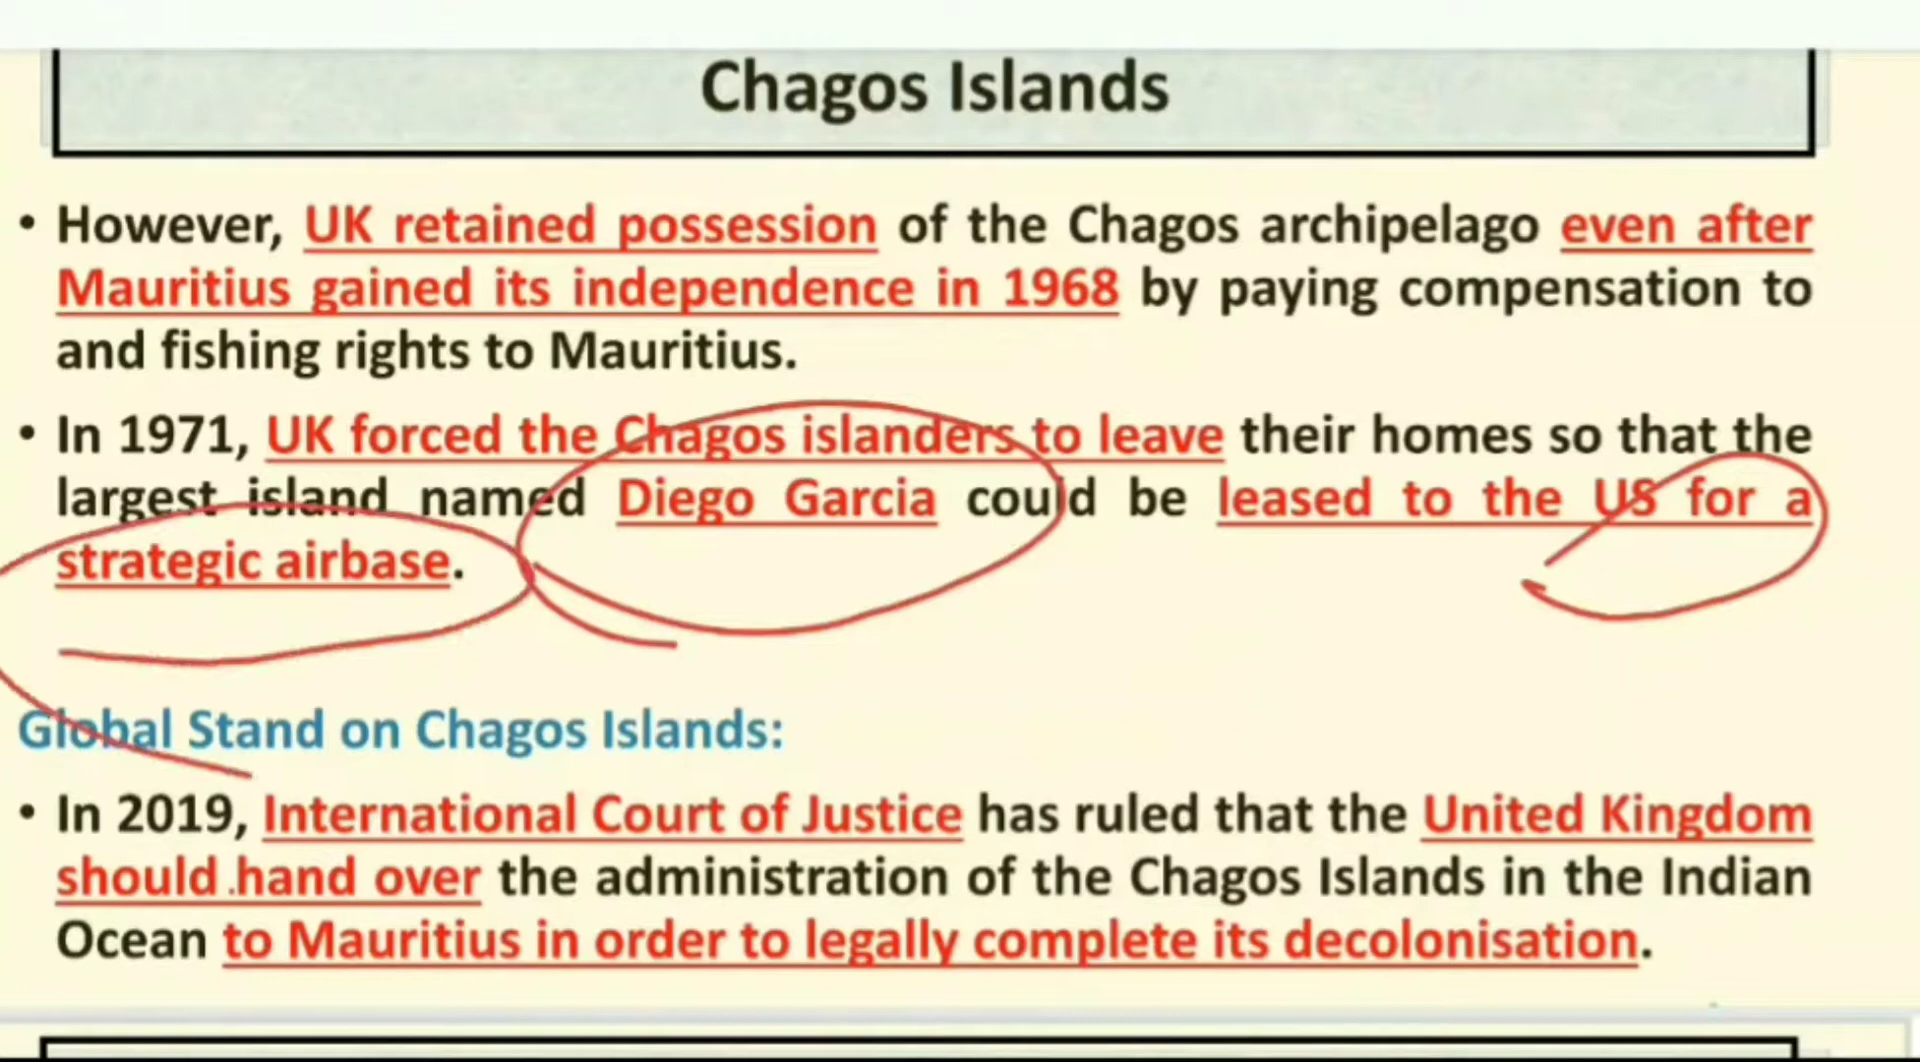 Chagos Islands
• However, UK retained possession of the Chagos archipelago even after
Mauritius gained its independence in 1968 by paying compensation to
and fishing rights to Mauritius.
• In 1971, UK forced the Chagos islanders to leave their homes so that the
largest island named Diego Garcia could be leased to the US for a
strategic airbase.
Global Stand on Chagos Islands:
• In 2019, International Court of Justice has ruled that the United Kingdom
should hand over the administration of the Chagos Islands in the Indian
Ocean to Mauritius in order to legally complete its decolonisation.